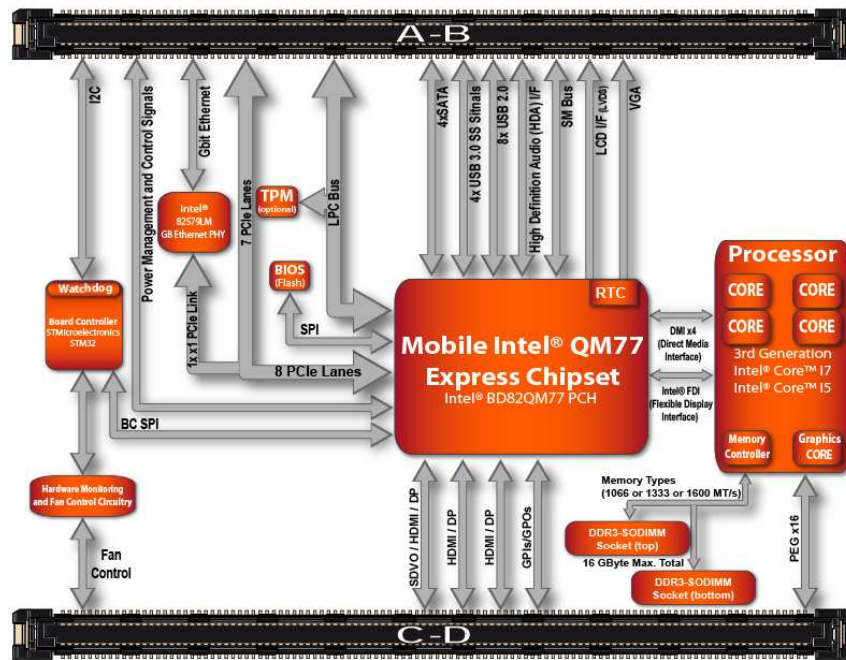 A-B
I2C
Power Management and Control Signals
Gbit Ethernet
7 PCIe Lanes
LPC Bus
4xSATA
4x USB 3.0 SS Sitnals
8x USB 2.0
High Definition Audio (HDA) I/F
SM Bus
LCD I/F (LVDS)
VGA
Intel®
82579LM
GB Ethernet PHY
TPM
(optional)
BIOS
(Flash)
SPI
1x x1 PCIe Link
8 PCIe Lanes
BC SPI
Watchdog
Board Controller
STMicroelectronics
STM32
Hardware Monitoring
and Fan Control Circuitry
Fan
Control
RTC
Mobile Intel® QM77
Express Chipset
Intel® BD82QM77 PCH
DMI x4
(Direct Media
Interface)
Intel® FDI
(Flexible Display
Interface)
Processor
CORE
CORE
CORE
CORE
3rd Generation
Intel® Core™ I7
Intel® Core™ I5
Memory
Controller
Graphics
CORE
Memory Types
(1066 or 1333 or 1600 MT/s)
DDR3-SODIMM
Socket (top)
16 GByte Max. Total
DDR3-SODIMM
Socket (bottom)
PEG x16
SDVO / HDMI / DP
HDMI / DP
HDMI / DP
GPIs/GPOs
C-D